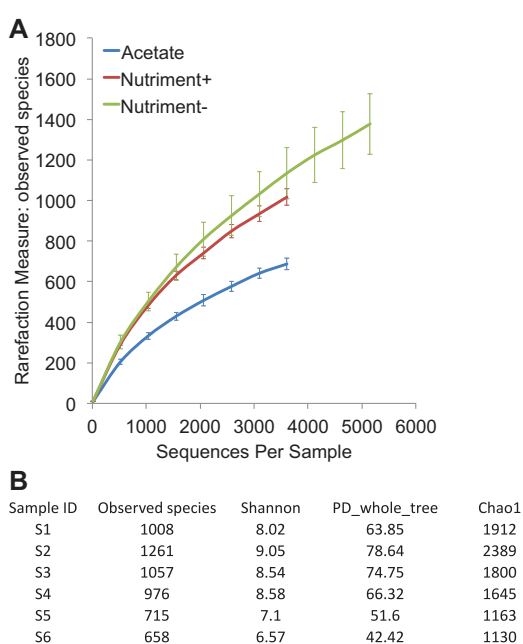 A
Rarefaction Measure: observed species
1800
1600
1400
1200
1000
800
600
400
200
0
Acetate
Nutriment+
Nutriment-
0 1000 2000 3000 4000 5000 6000
Sequences Per Sample
B
Sample ID Observed species Shannon PD_whole_tree Chao1
S1 1008 8.02 63.85 1912
S2 1261 9.05 78.64 2389
S3 1057 8.54 74.75 1800
S4 976 8.58 66.32 1645
S5 715 7.1 51.6 1163
S6 658 6.57 42.42 1130